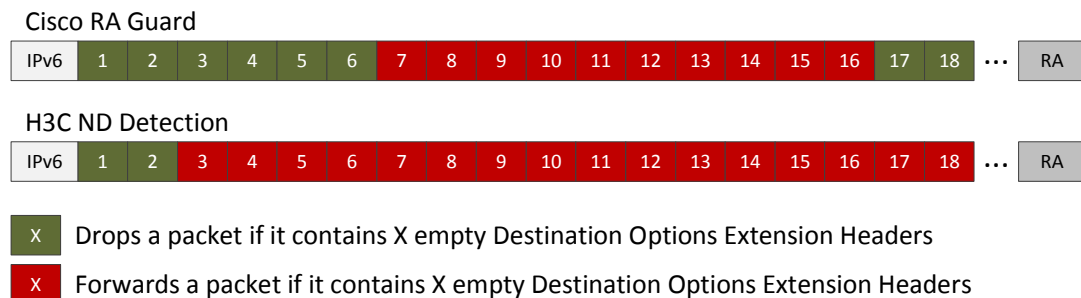 Cisco RA Guard
IPv6 1 2 3 4 5 6 7 8 9 10 11 12 13 14 15 16 17 18 ... RA
H3C ND Detection
IPv6 1 2 3 4 5 6 7 8 9 10 11 12 13 14 15 16 17 18 ... RA
X Drops a packet if it contains X empty Destination Options Extension Headers
X Forwards a packet if it contains X empty Destination Options Extension Headers